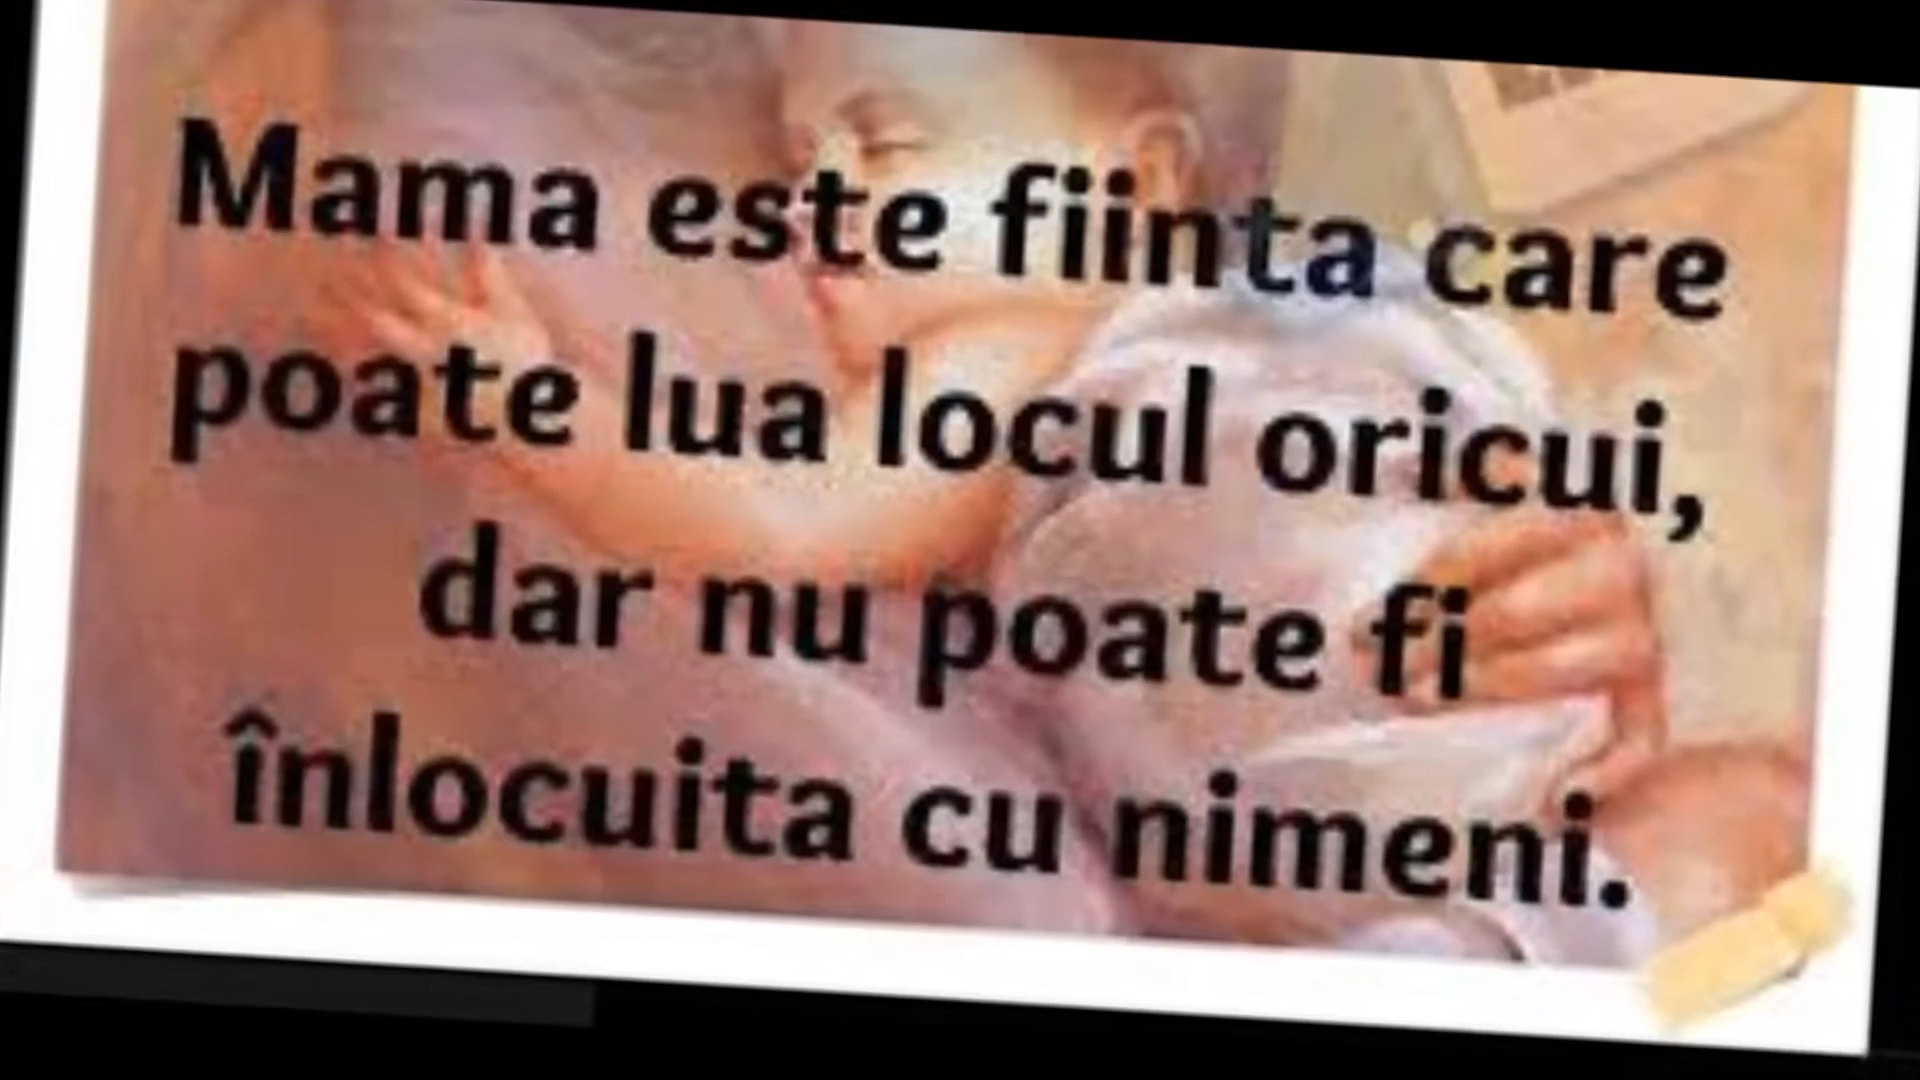 Mama este fiinta care
poate lua locul oricui,
dar nu poate fi
înlocuita cu nimeni.